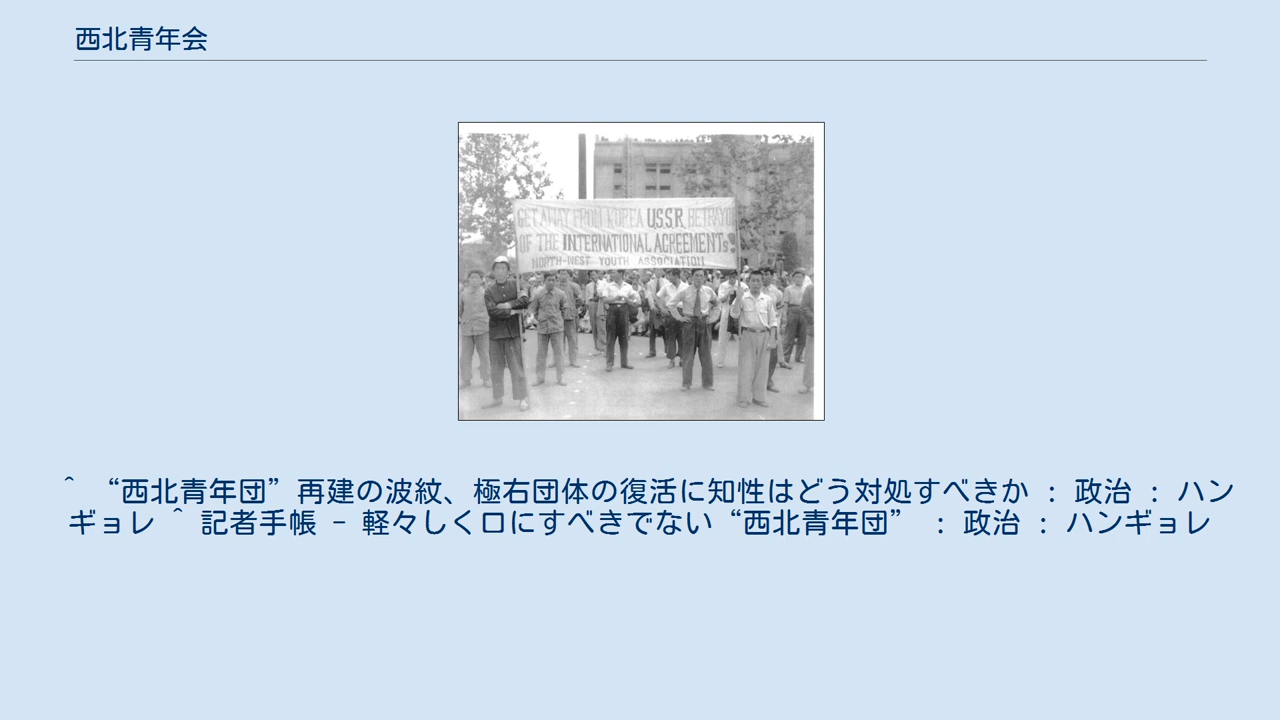 西北青年会
GET AWAY FROM KOREA USSR BETRAYO
OF THE INTERNATIONAL AGREEMENTs!
NORTH-WEST YOUTH ASSOCIATION
^ “西北青年団”再建の波紋、極右団体の復活に知性はどう対処すべきか : 政治 : ハン
ギョレ ^ 記者手帳 - 軽々しく口にすべきでない“西北青年団” : 政治 : ハンギョレ